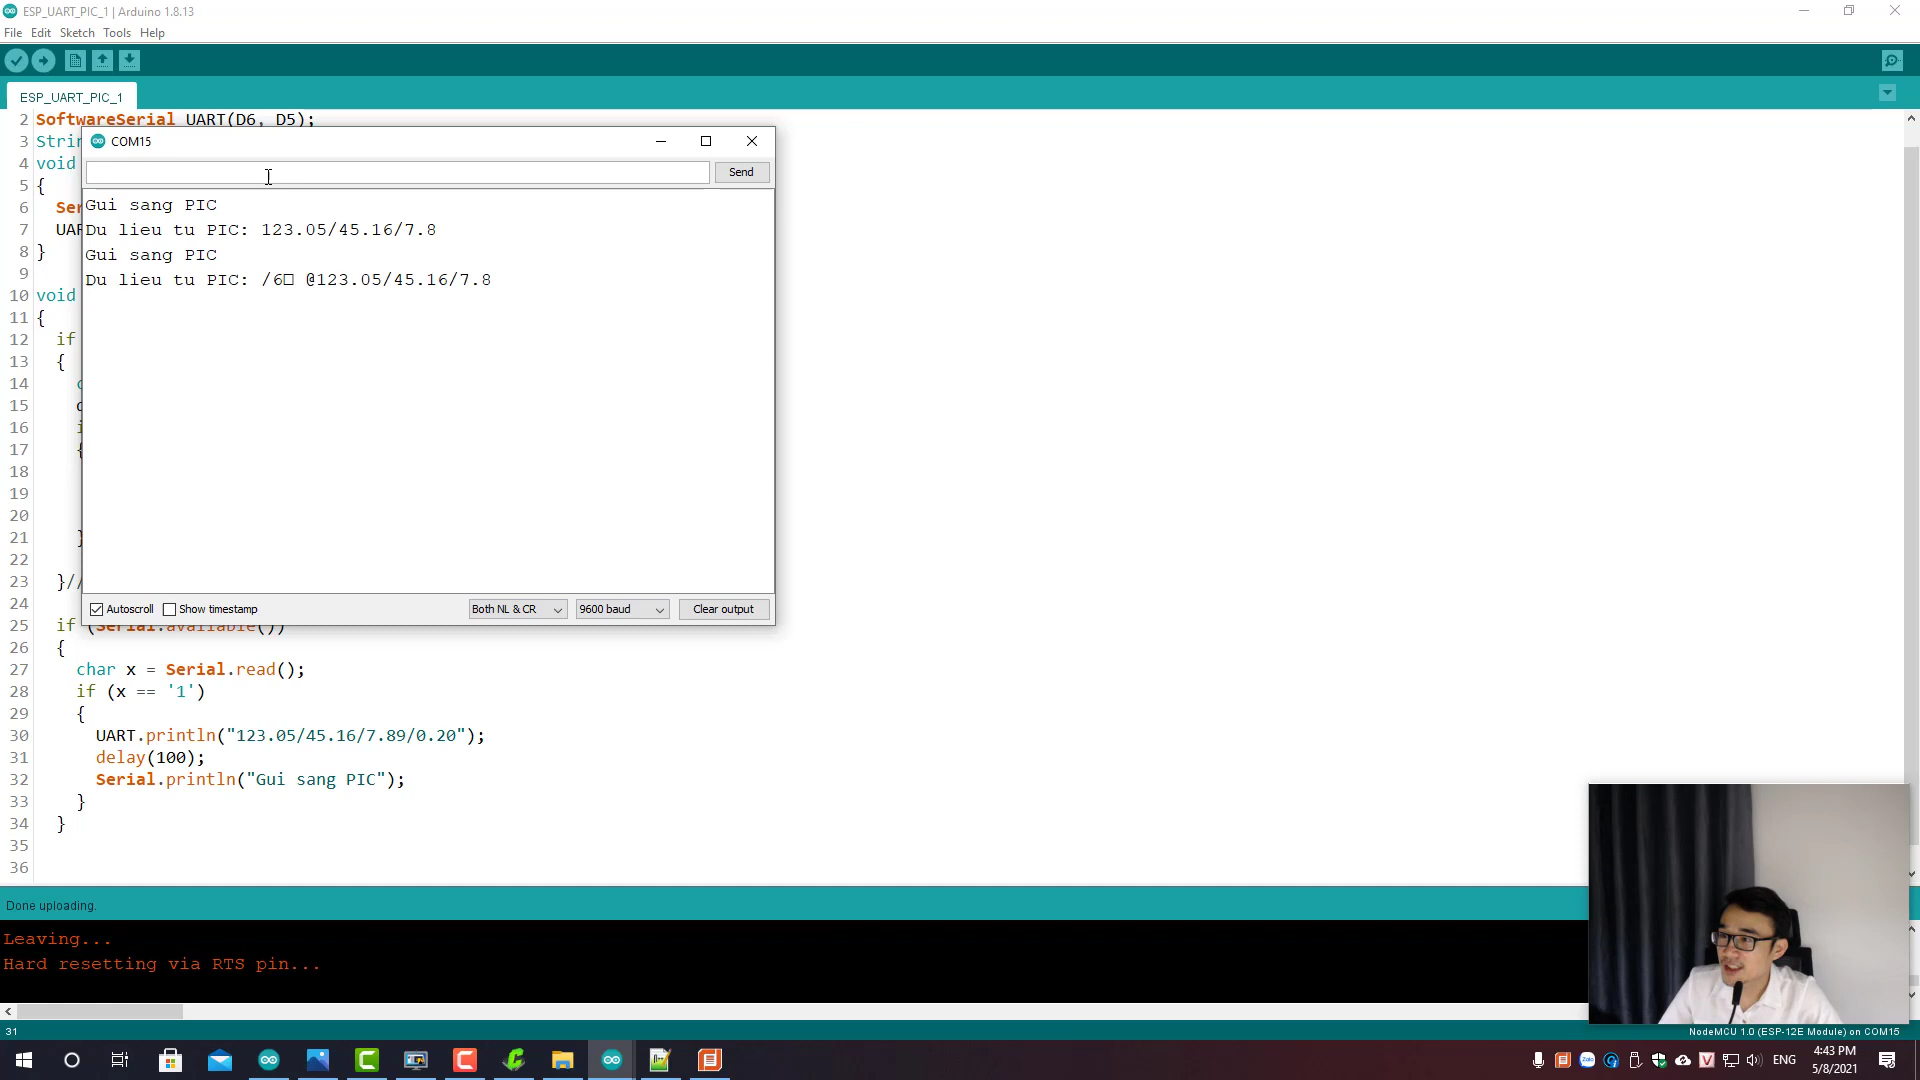 ESP_UART_PIC_1 | Arduino 1.8.13
File Edit Sketch Tools Help
ESP_UART_PIC_1
2 SoftwareSerial UART(D6, D5);
3 Strin
4 void
5 {
6 Ser
7 UAR
8 }
9
10 void
11 {
12 if
13 {
14 c
15 d
16 i
17 {
18
19
20
21 }
22
23 }//
24
25 if (Serial.available())
26 {
27 char x = Serial.read();
28 if (x == '1')
29 {
30 UART.println("123.05/45.16/7.89/0.20");
31 delay(100);
32 Serial.println("Gui sang PIC");
33 }
34 }
35
36
COM15
Send
Gui sang PIC
Du lieu tu PIC: 123.05/45.16/7.8
Gui sang PIC
Du lieu tu PIC: /6□ @123.05/45.16/7.8
Autoscroll Show timestamp Both NL & CR 9600 baud Clear output
Done uploading.
Leaving...
Hard resetting via RTS pin...
31
NodeMCU 1.0 (ESP-12E Module) on COM15
ENG
4:43 PM
5/8/2021